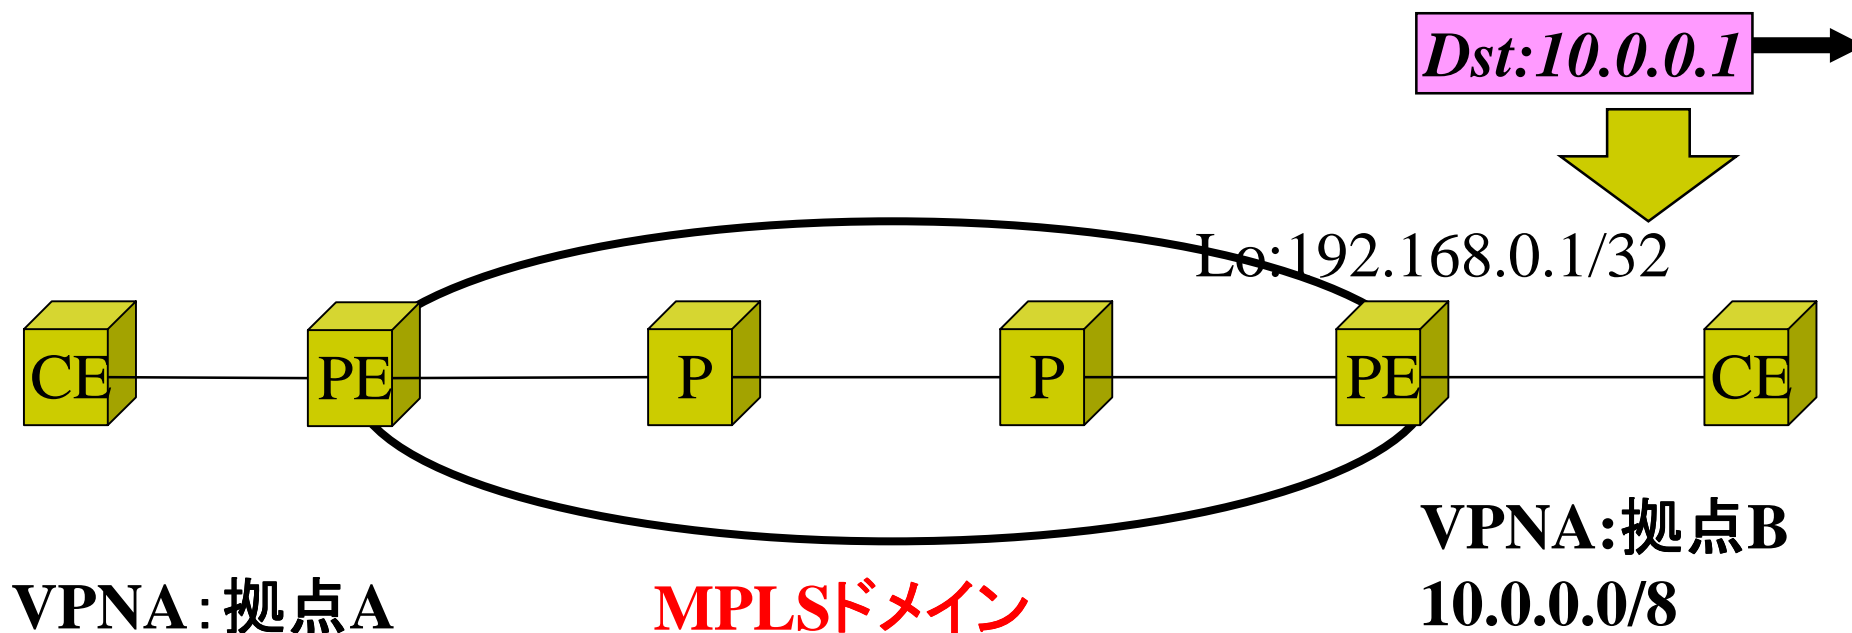 Dst:10.0.0.1
Lo:192.168.0.1/32
CE PE P P PE CE
VPNA:拠点B
10.0.0.0/8
VPNA:拠点A
MPLSドメイン